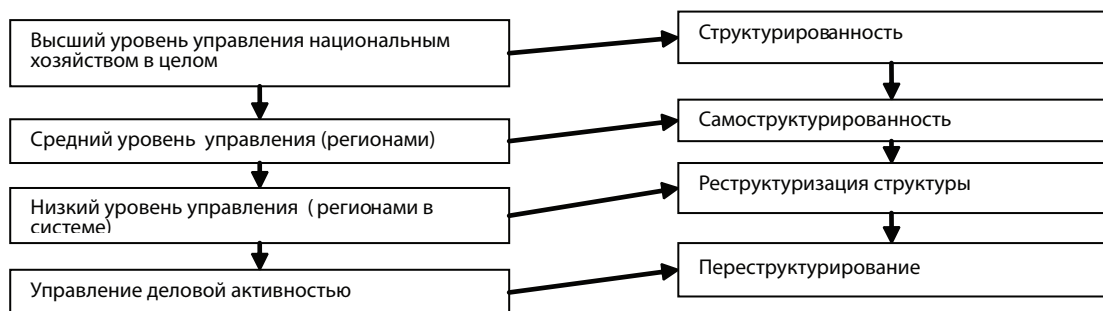 Высший уровень управления национальным
хозяйством в целом
Структурированность
Средний уровень управления (регионами)
Самоструктурированность
Низкий уровень управления ( регионами в
системе)
Реструктуризация структуры
Управление деловой активностью
Переструктурирование